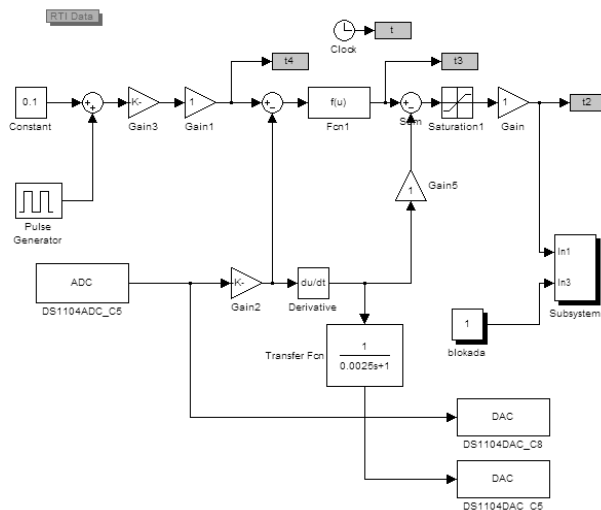 RTI Data
t
Clock
t4
t3
0.1
Constant
+
+
K-
Gain3
1
Gain1
+
−
f(u)
Fcn1
+
−
Sum
Saturation1
1
Gain
t2
Pulse
Generator
1
Gain5
ADC
DS1104ADC_C5
K-
Gain2
du/dt
Derivative
In1
In3
Subsystem
1
blokada
Transfer Fcn
1
0.0025s+1
DAC
DS1104DAC_C8
DAC
DS1104DAC_C5